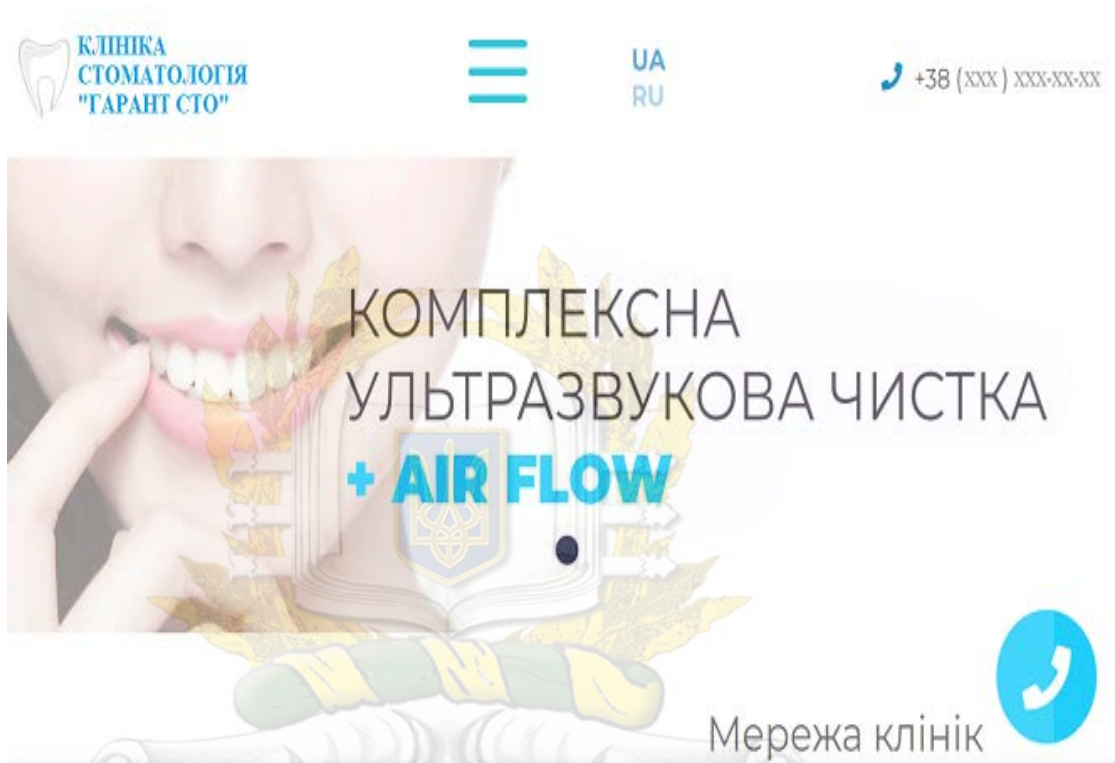 КЛІНІКА
СТОМАТОЛОГІЯ
"ГАРАНТ СТО"
UA
RU
+38 (XXX) XXX-XX-XX
КОМПЛЕКСНА
УЛЬТРАЗВУКОВА ЧИСТКА
+ AIR FLOW
Мережа клінік